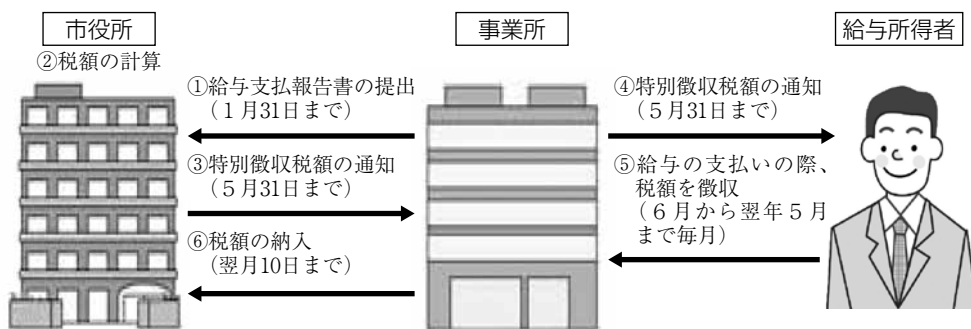 市役所
事業所
給与所得者
②税額の計算
①給与支払報告書の提出
(1月31日まで)
③特別徴収税額の通知
(5月31日まで)
⑥税額の納入
(翌月10日まで)
④特別徴収税額の通知
(5月31日まで)
⑤給与の支払いの際、
税額を徴収
(6月から翌年5月
まで毎月)